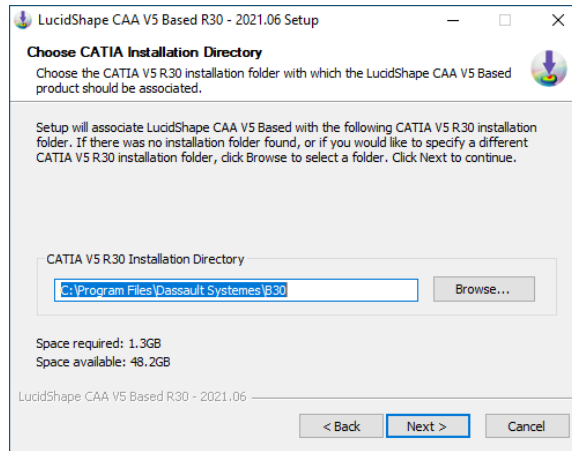 LucidShape CAA V5 Based R30 - 2021.06 Setup
Choose CATIA Installation Directory
Choose the CATIA V5 R30 installation folder with which the LucidShape CAA V5 Based
product should be associated.
Setup will associate LucidShape CAA V5 Based with the following CATIA V5 R30 installation
folder. If there was no installation folder found, or if you would like to specify a different
CATIA V5 R30 installation folder, click Browse to select a folder. Click Next to continue.
CATIA V5 R30 Installation Directory
C:\Program Files\Dassault Systemes\B30
Browse...
Space required: 1.3GB
Space available: 48.2GB
LucidShape CAA V5 Based R30 - 2021.06
< Back
Next >
Cancel